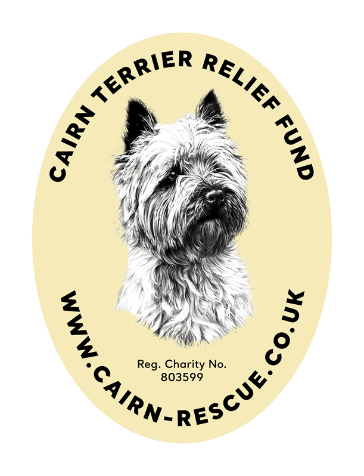 CAIRN TERRIER RELIEF FUND
Reg. Charity No.
803599
WWW.CAIRN-RESCUE.CO.UK